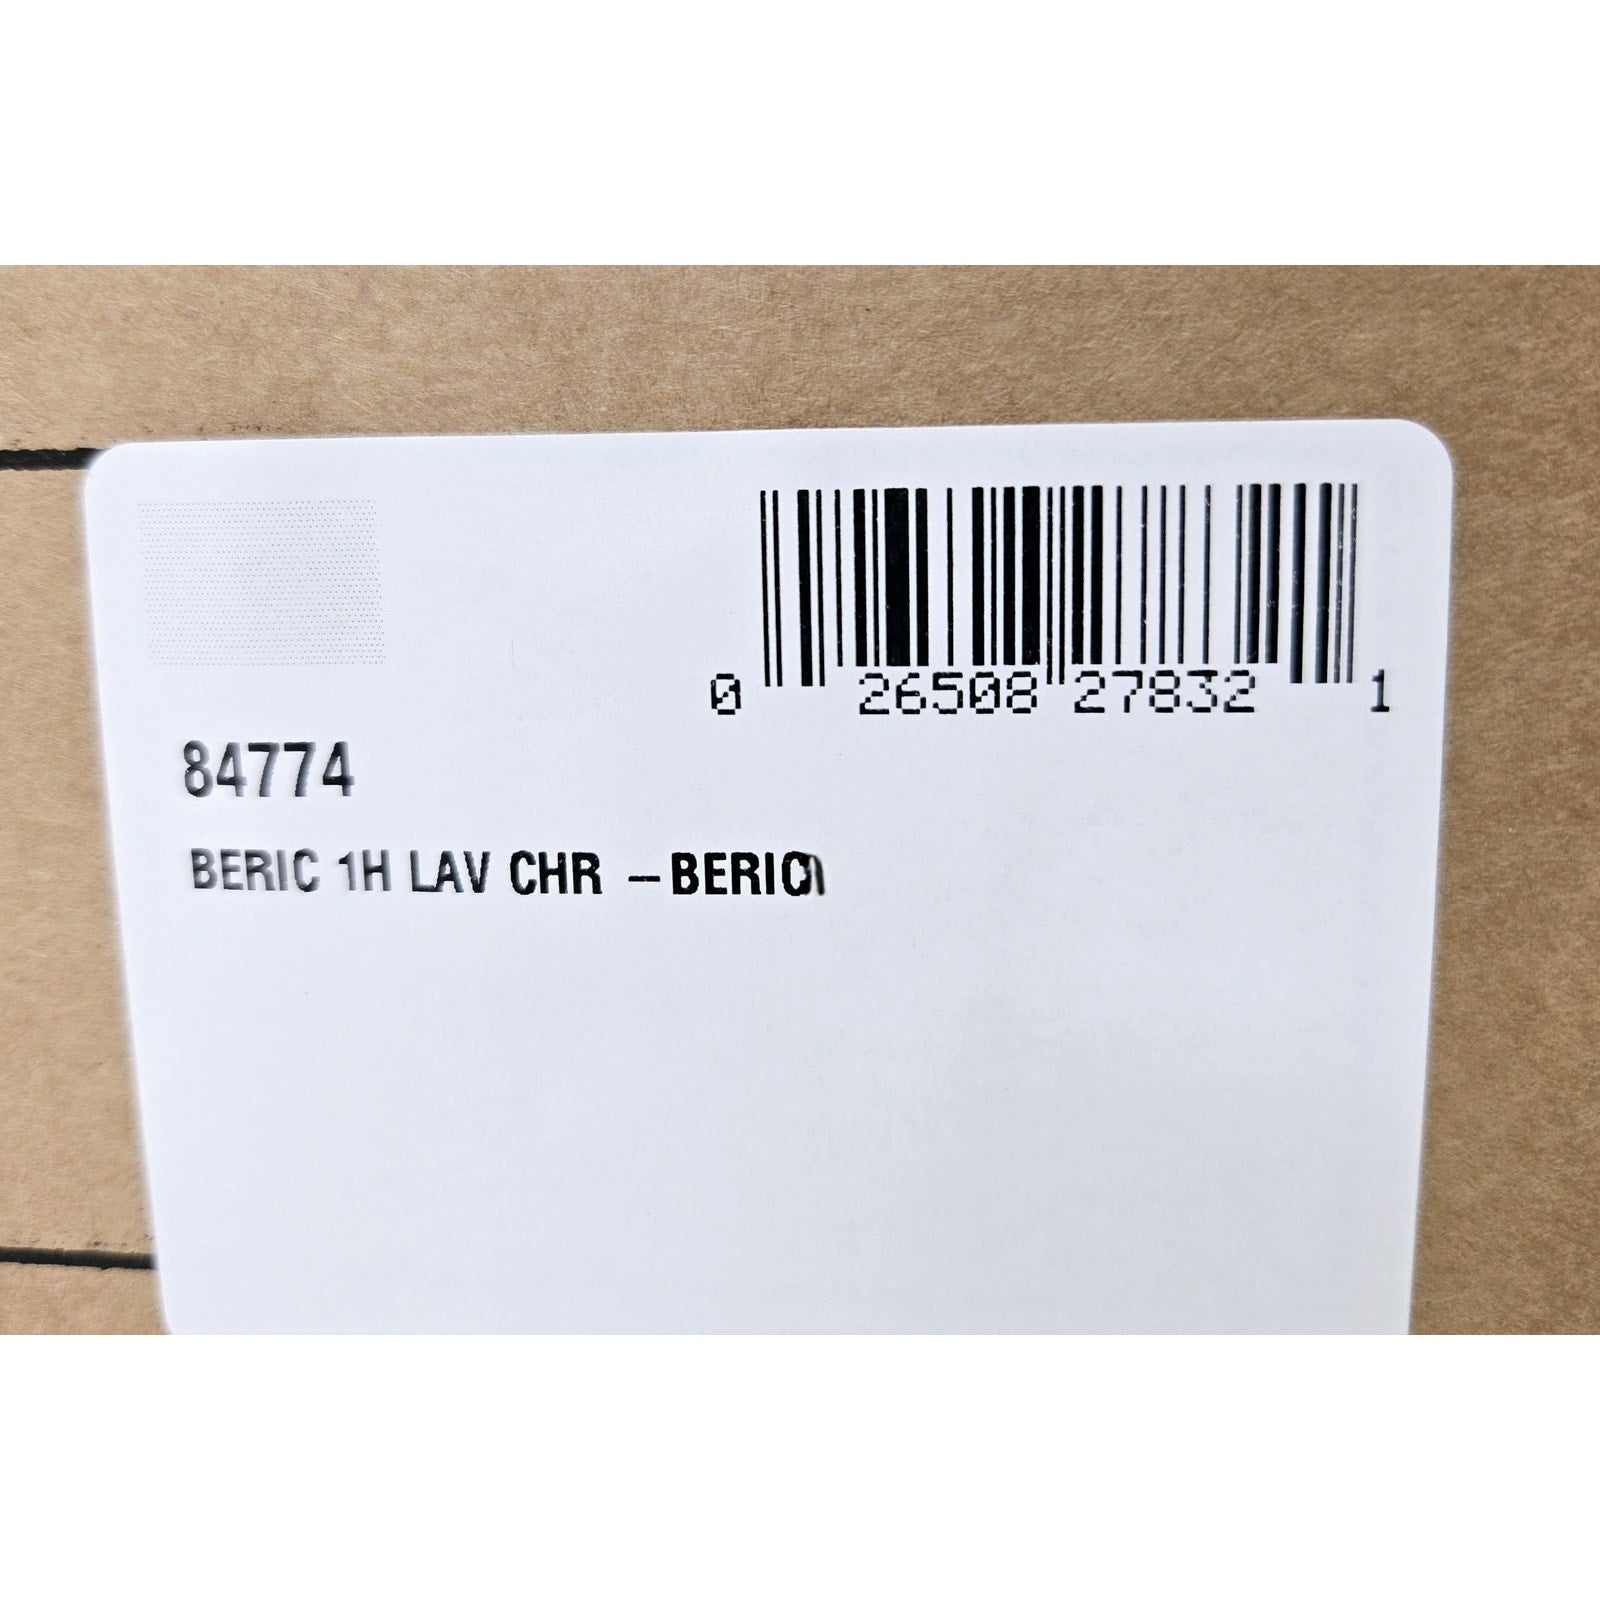 0 26508 27832 1
84774
BERIC 1H LAV CHR – BERIC